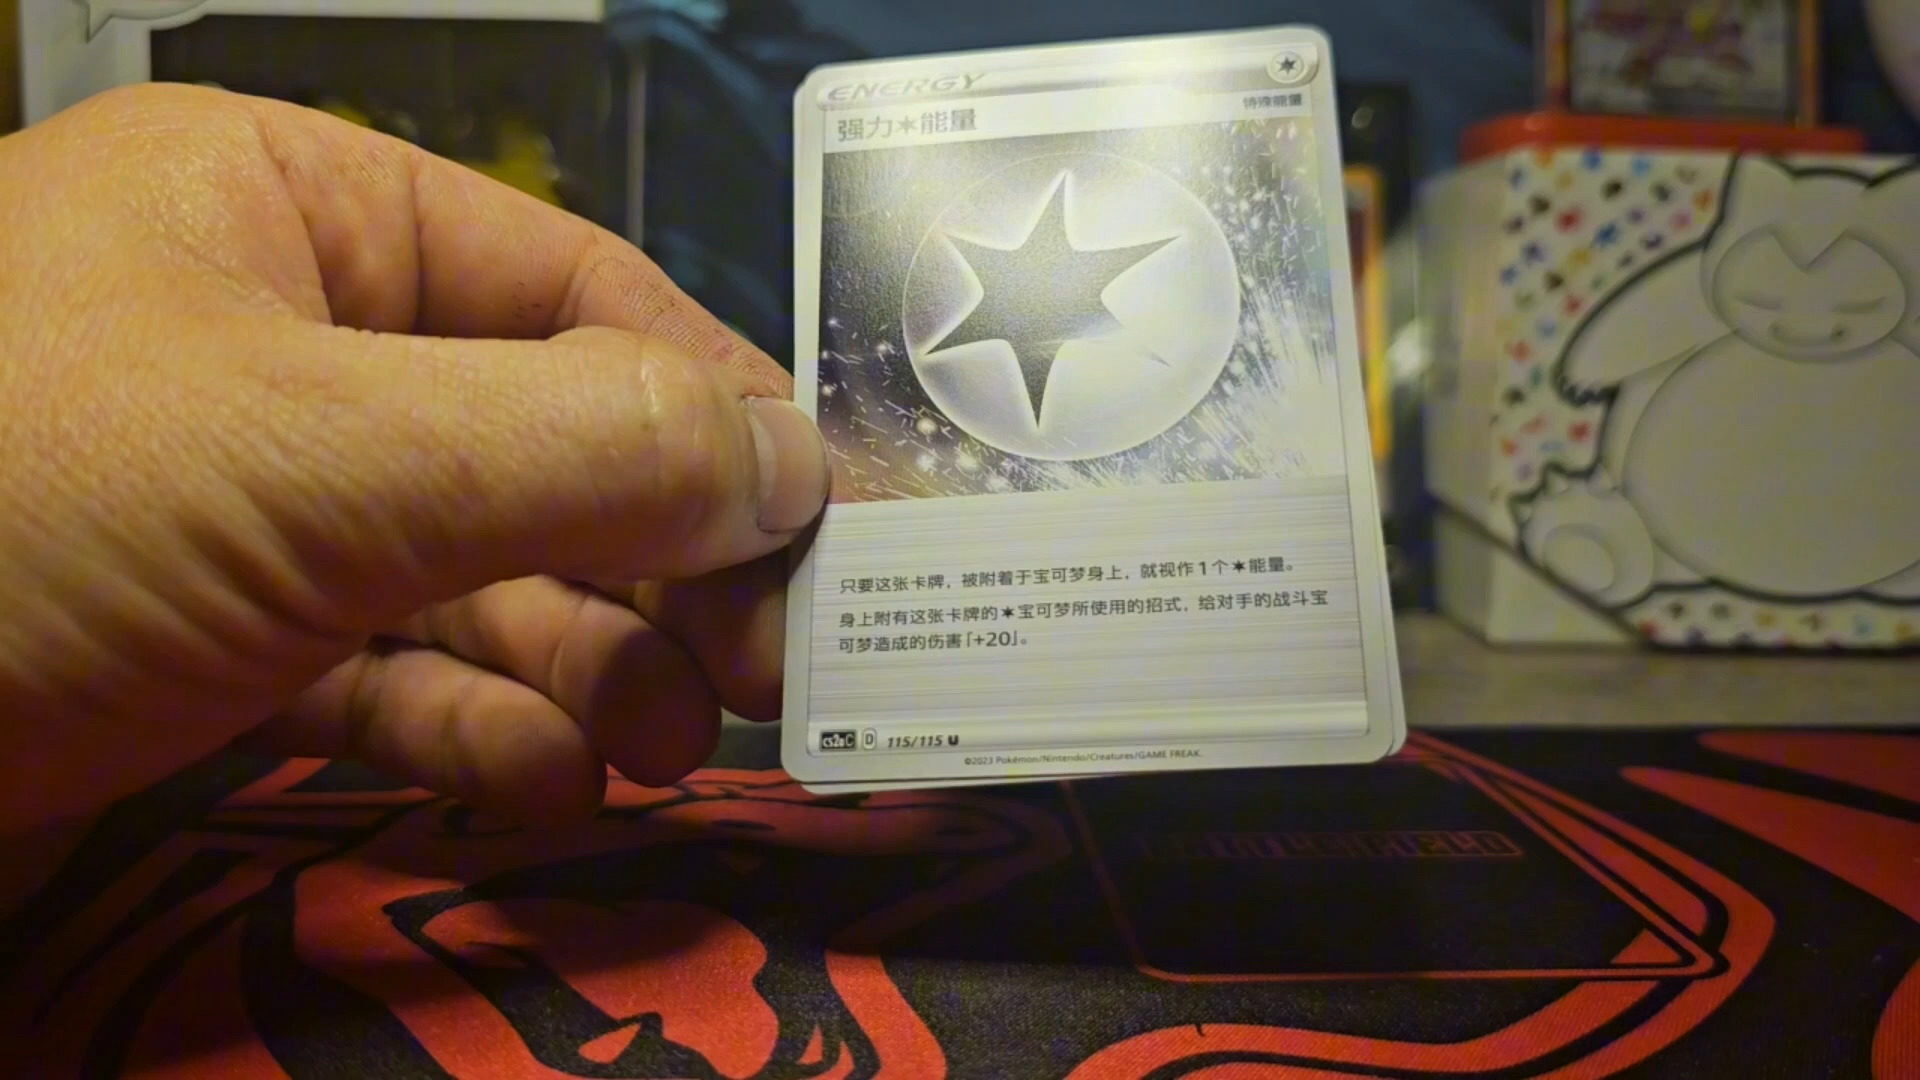 ENERGY
特殊能量
强力✶能量
只要这张卡牌，被附着于宝可梦身上，就视作1个✶能量。
身上附有这张卡牌的✶宝可梦所使用的招式，给对手的战斗宝
可梦造成的伤害「+20」。
CS2aC D 115/115 U
©2023 Pokémon/Nintendo/Creatures/GAME FREAK.